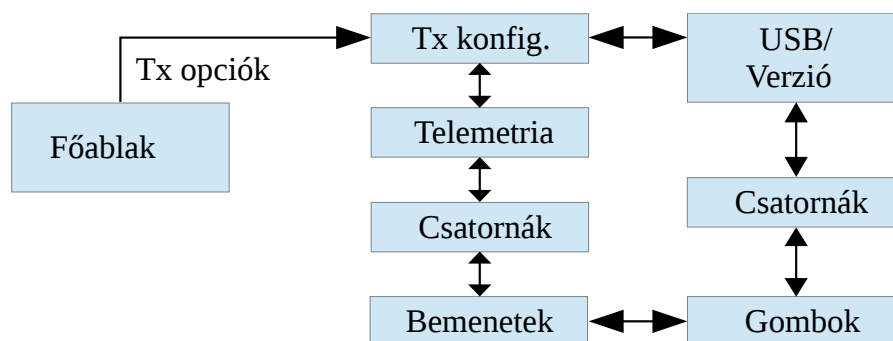 Tx konfig.
USB/
Verzió
Tx opciók
Főablak
Telemetria
Csatornák
Csatornák
Bemenetek
Gombok